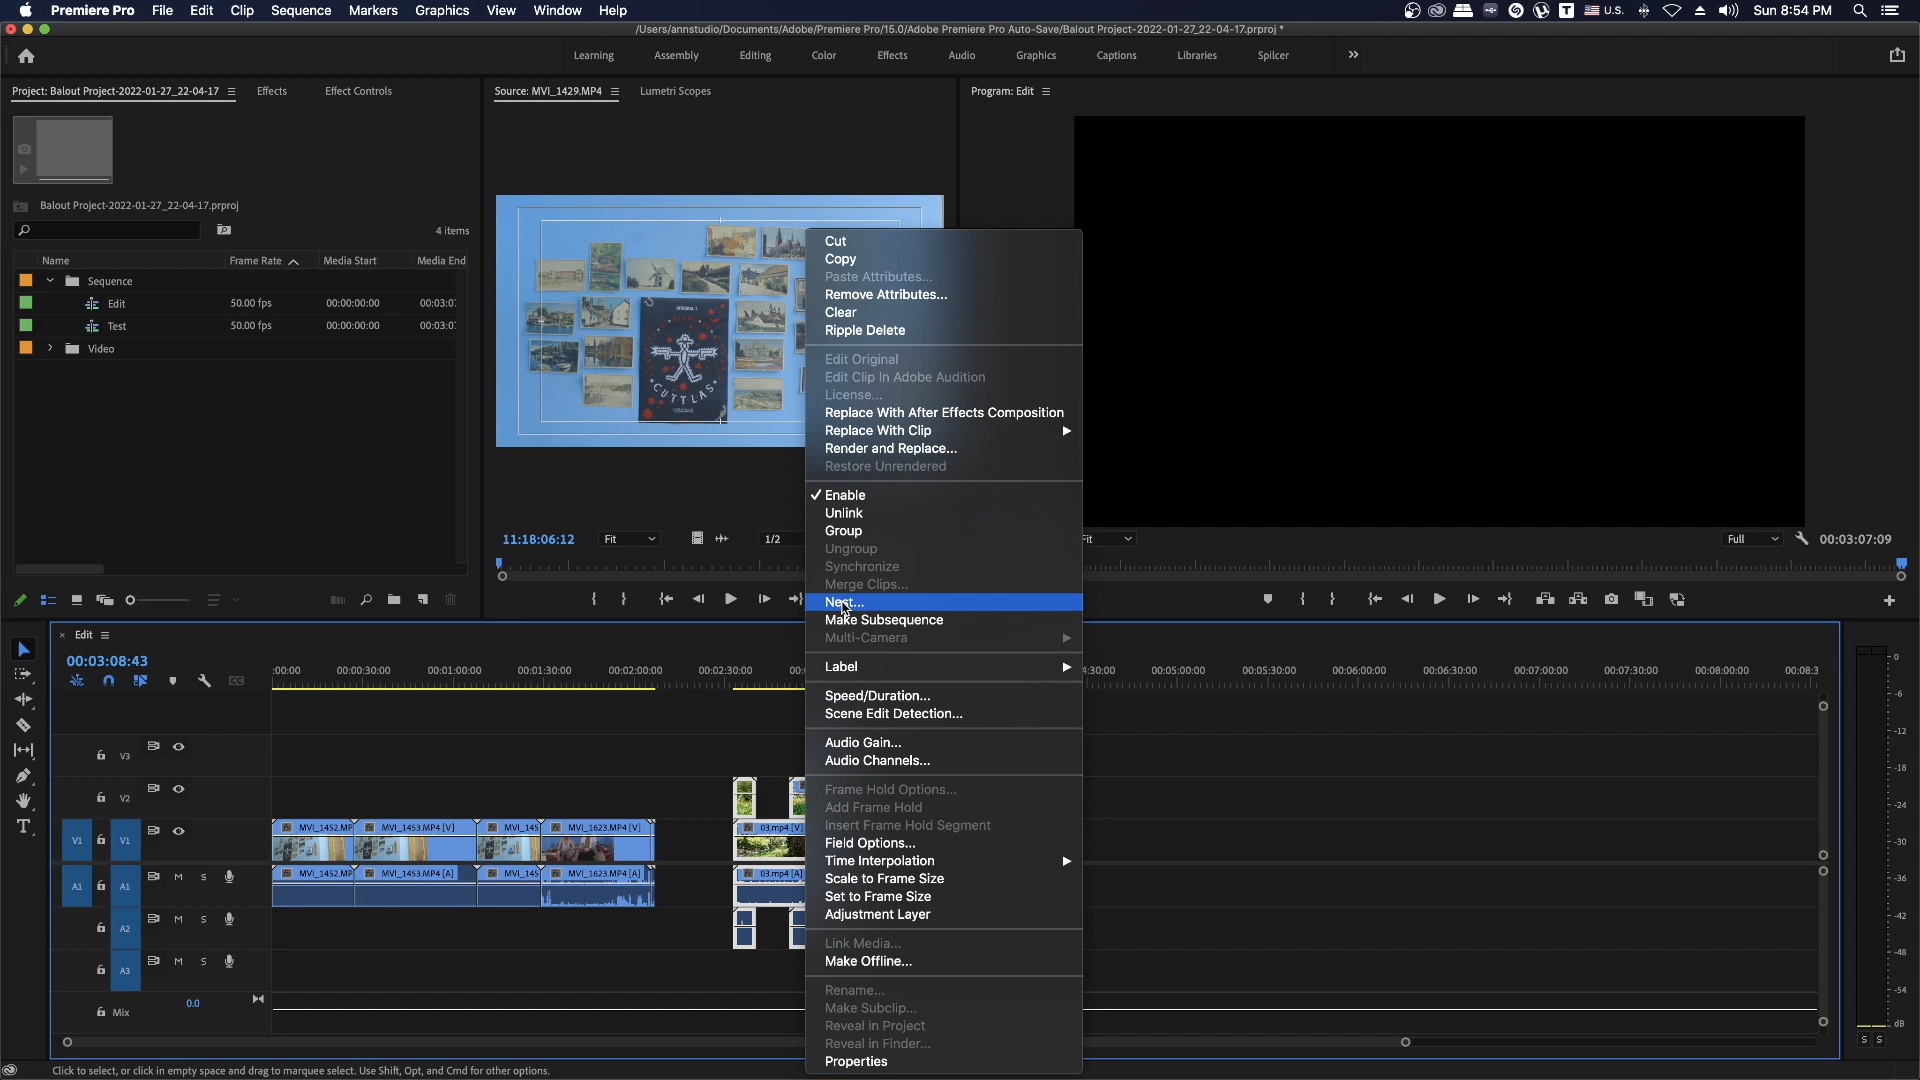 Premiere Pro File Edit Clip Sequence Markers Graphics View Window Help
U.S. Sun 8:54 PM
/Users/annstudio/Documents/Adobe/Premiere Pro/15.0/Adobe Premiere Pro Auto-Save/Balout Project-2022-01-27_22-04-17.prproj *
Learning Assembly Editing Color Effects Audio Graphics Captions Libraries Spilcer
Project: Balout Project-2022-01-27_22-04-17 Effects Effect Controls
Source: MVI_1429.MP4 Lumetri Scopes
Program: Edit
Balout Project-2022-01-27_22-04-17.prproj
4 items
Name Frame Rate Media Start Media End
Sequence
Edit 50.00 fps 00:00:00:00 00:03:0
Test 50.00 fps 00:00:00:00 00:03:0
Video
CUTTLAS
11:18:06:12 Fit 1/2
Fit Full 00:03:07:09
Cut
Copy
Paste Attributes...
Remove Attributes...
Clear
Ripple Delete
Edit Original
Edit Clip In Adobe Audition
License...
Replace With After Effects Composition
Replace With Clip
Render and Replace...
Restore Unrendered
Enable
Unlink
Group
Ungroup
Synchronize
Merge Clips...
Nest...
Make Subsequence
Multi-Camera
Label
Speed/Duration...
Scene Edit Detection...
Audio Gain...
Audio Channels...
Frame Hold Options...
Add Frame Hold
Insert Frame Hold Segment
Field Options...
Time Interpolation
Scale to Frame Size
Set to Frame Size
Adjustment Layer
Link Media...
Make Offline...
Rename...
Make Subclip...
Reveal in Project
Reveal in Finder...
Properties
Edit
00:03:08:43
:00:00 00:00:30:00 00:01:00:00 00:01:30:00 00:02:00:00 00:02:30:00 00: 4:30:00 00:05:00:00 00:05:30:00 00:06:00:00 00:06:30:00 00:07:00:00 00:07:30:00 00:08:00:00 00:08:3
V3
V2
V1 V1 MVI_1452.MP MVI_1453.MP4 [V] MVI_145 MVI_1623.MP4 [V] 03.mp4 [V]
A1 A1 M S MVI_1452.MP MVI_1453.MP4 [A] MVI_145 MVI_1623.MP4 [A] 03.mp4 [A]
A2 M S
A3 M S
Mix 0.0
0
-6
-12
-18
-24
-30
-36
-42
-48
-54
dB
S S
Click to select, or click in empty space and drag to marquee select. Use Shift, Opt, and Cmd for other options.